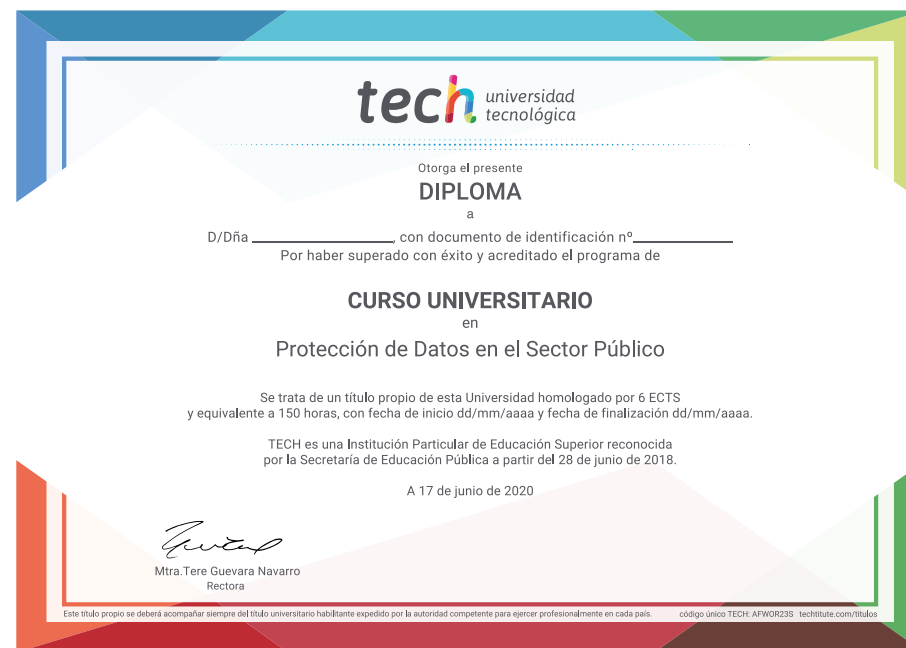 tech universidad
tecnológica
Otorga el presente
DIPLOMA
a
D/Dña ____________________, con documento de identificación nº______________
Por haber superado con éxito y acreditado el programa de
CURSO UNIVERSITARIO
en
Protección de Datos en el Sector Público
Se trata de un título propio de esta Universidad homologado por 6 ECTS
y equivalente a 150 horas, con fecha de inicio dd/mm/aaaa y fecha de finalización dd/mm/aaaa.
TECH es una Institución Particular de Educación Superior reconocida
por la Secretaría de Educación Pública a partir del 28 de junio de 2018.
A 17 de junio de 2020
Mtra.Tere Guevara Navarro
Rectora
Este título propio se deberá acompañar siempre del título universitario habilitante expedido por la autoridad competente para ejercer profesionalmente en cada país. código único TECH: AFWOR23S techtitute.com/titulos